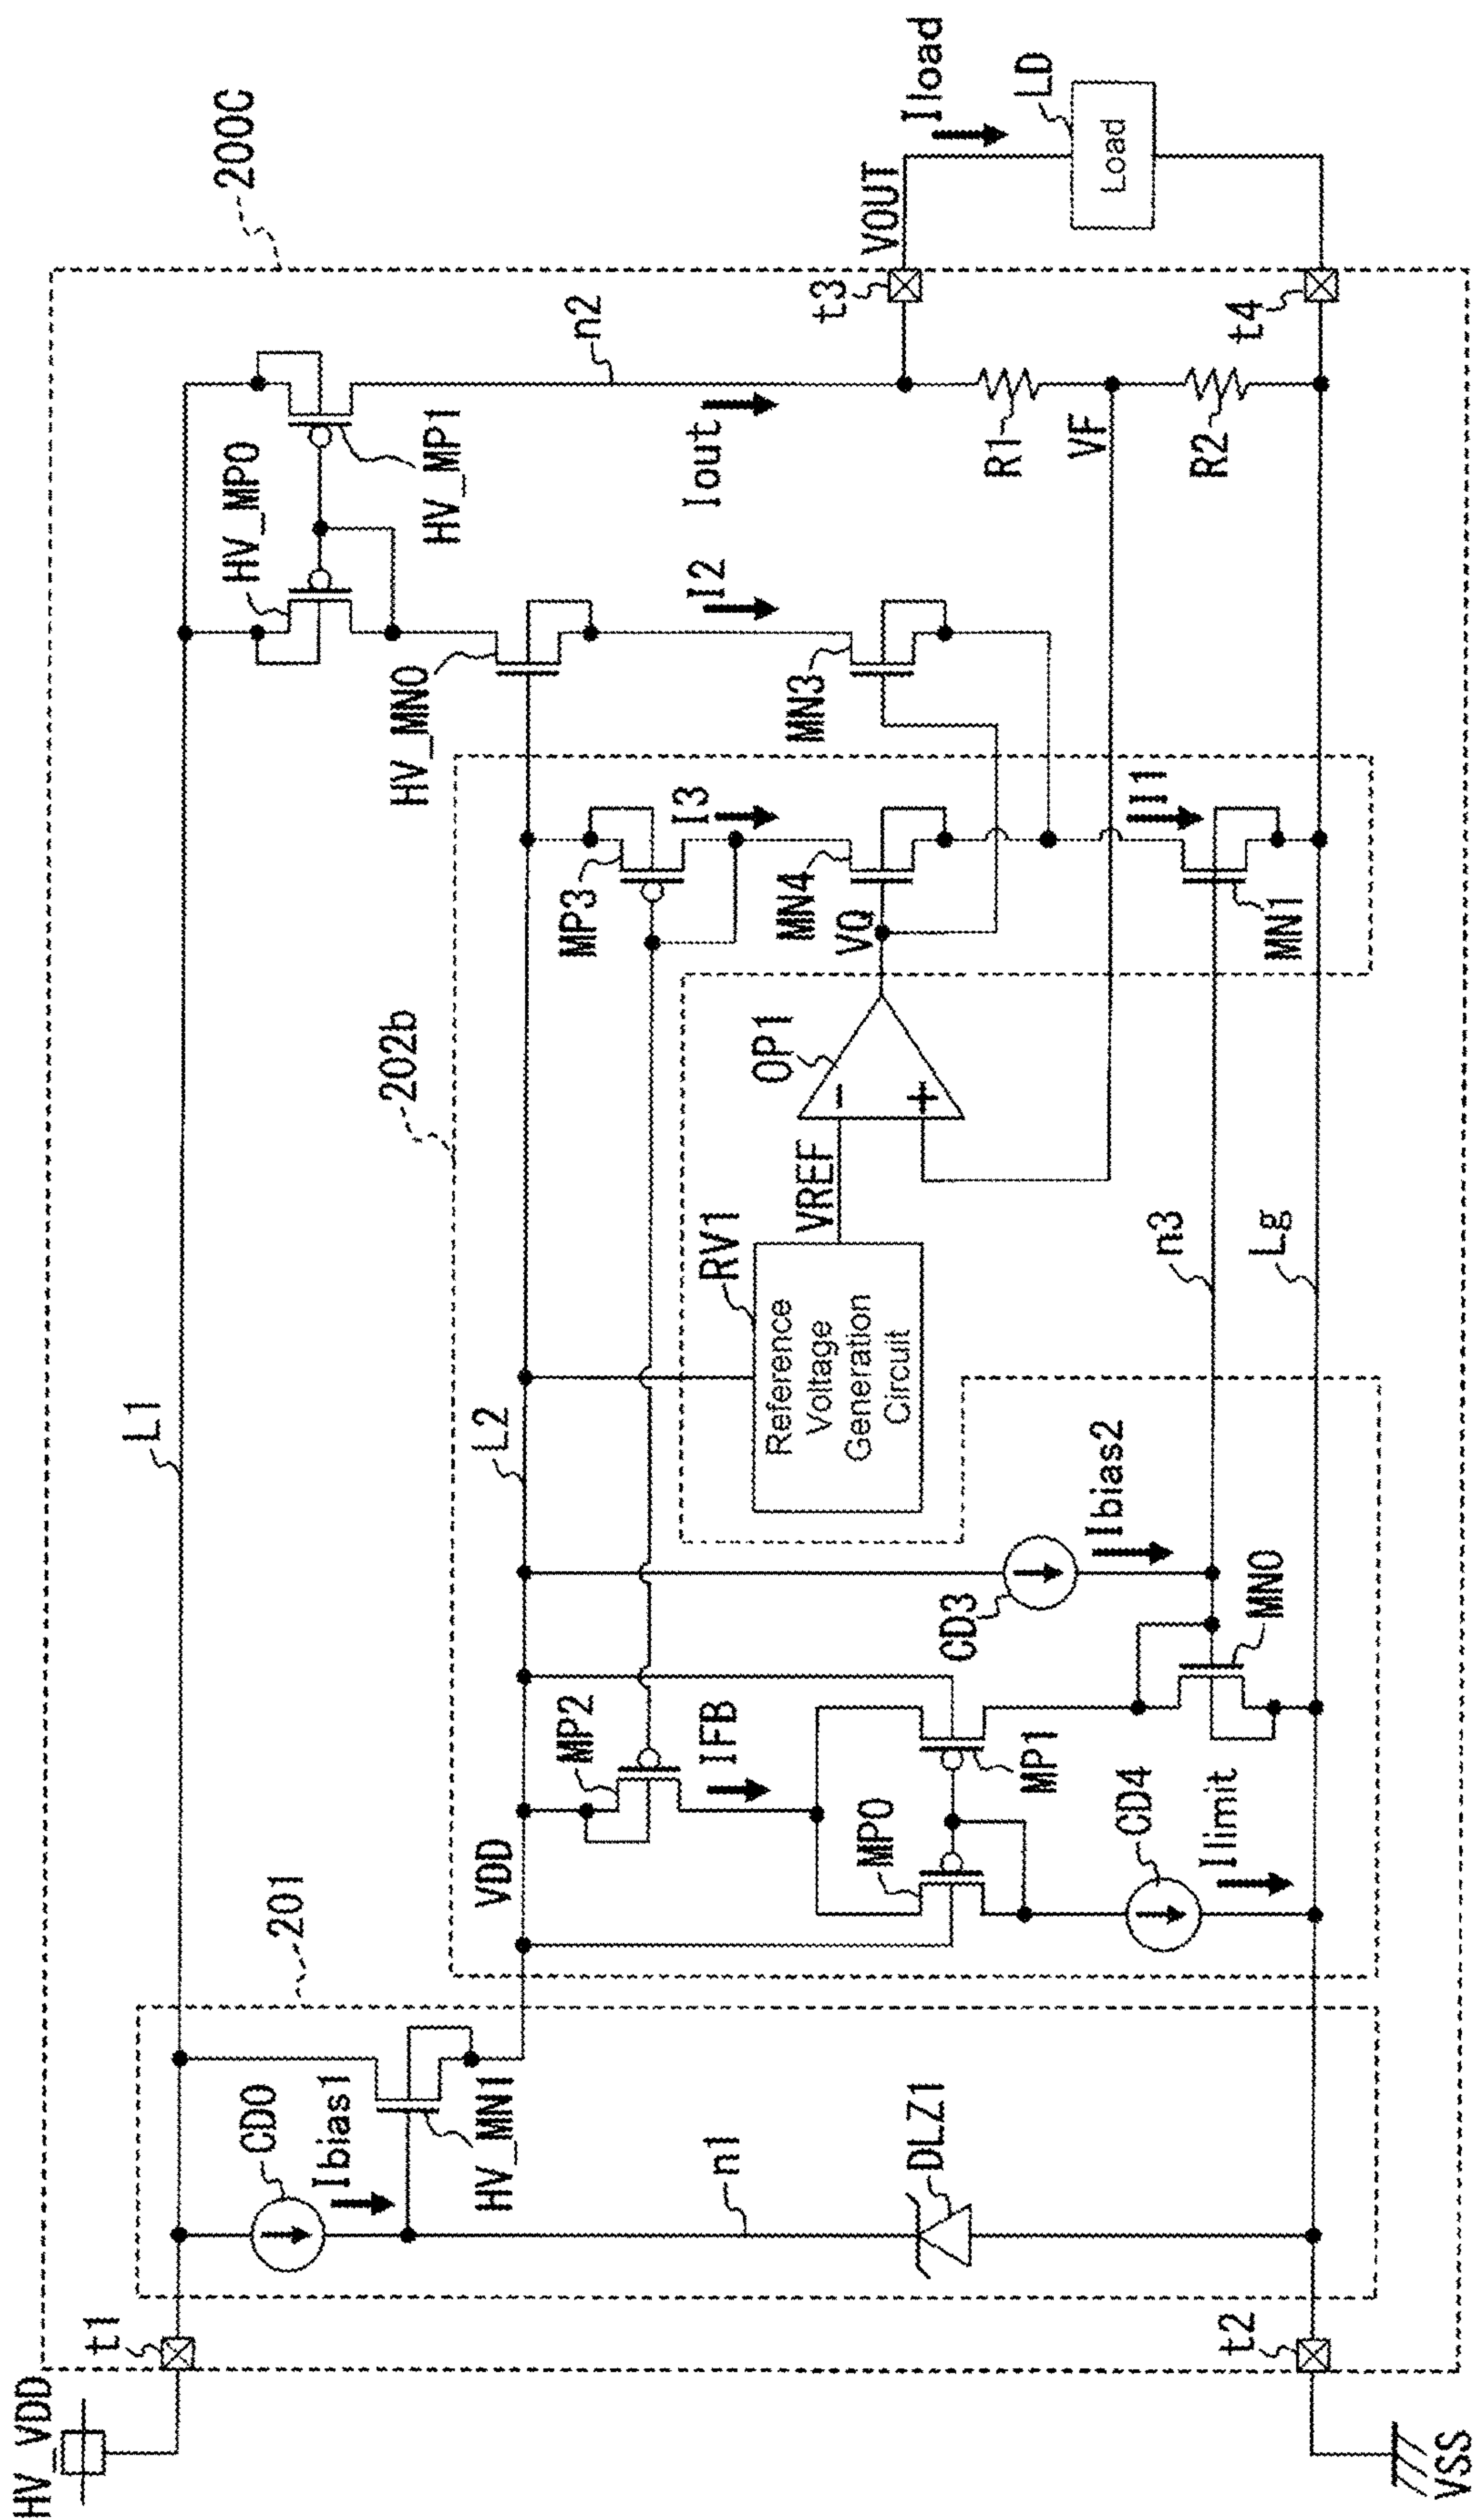 200C
HV_VDD
t1
L1
201
CD0
Ibias1
HV_MN1
n1
DLZ1
t2
VSS
202b
VDD
L2
MP2
IFB
MP0
MP1
CD4
Ilimit
MN0
CD3
Ibias2
n3
Lg
RV1
Reference
Voltage
Generation
Circuit
VREF
OP1
−
+
VQ
MP3
I3
MN4
I1
MN1
HV_MN0
MN3
I2
HV_MP0
HV_MP1
n2
Iout
R1
VF
R2
t3
VOUT
t4
Iload
LD
Load